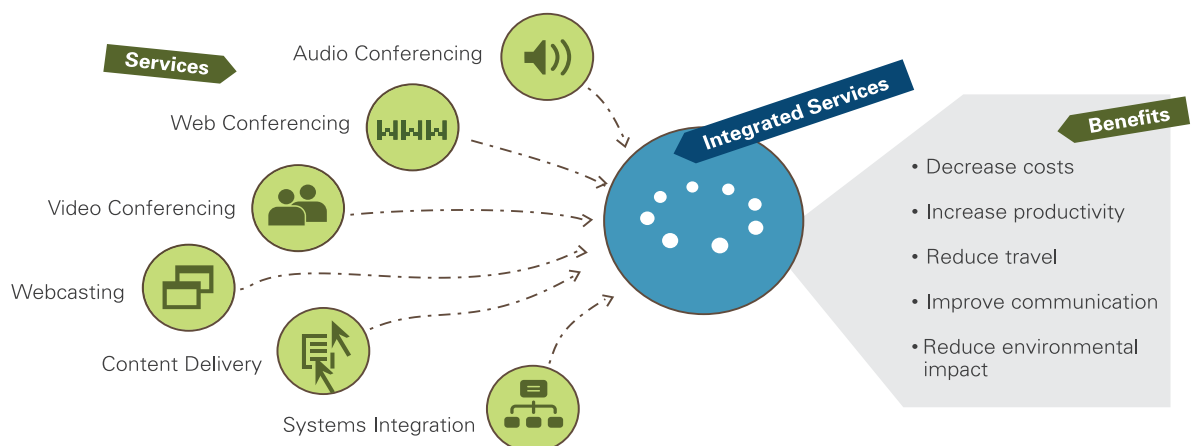 Services
Audio Conferencing
Web Conferencing
WWW
Video Conferencing
Webcasting
Content Delivery
Systems Integration
Integrated Services
Benefits
• Decrease costs
• Increase productivity
• Reduce travel
• Improve communication
• Reduce environmental
impact